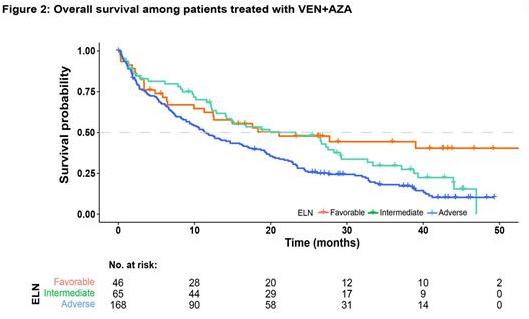 Figure 2: Overall survival among patients treated with VEN+AZA
Survival probability
1.00
0.75
0.50
0.25
0.00
ELN Favorable Intermediate Adverse
0 10 20 30 40 50
Time (months)
No. at risk:
ELN
Favorable 46 28 20 12 10 2
Intermediate 65 44 29 17 9 0
Adverse 168 90 58 31 14 0